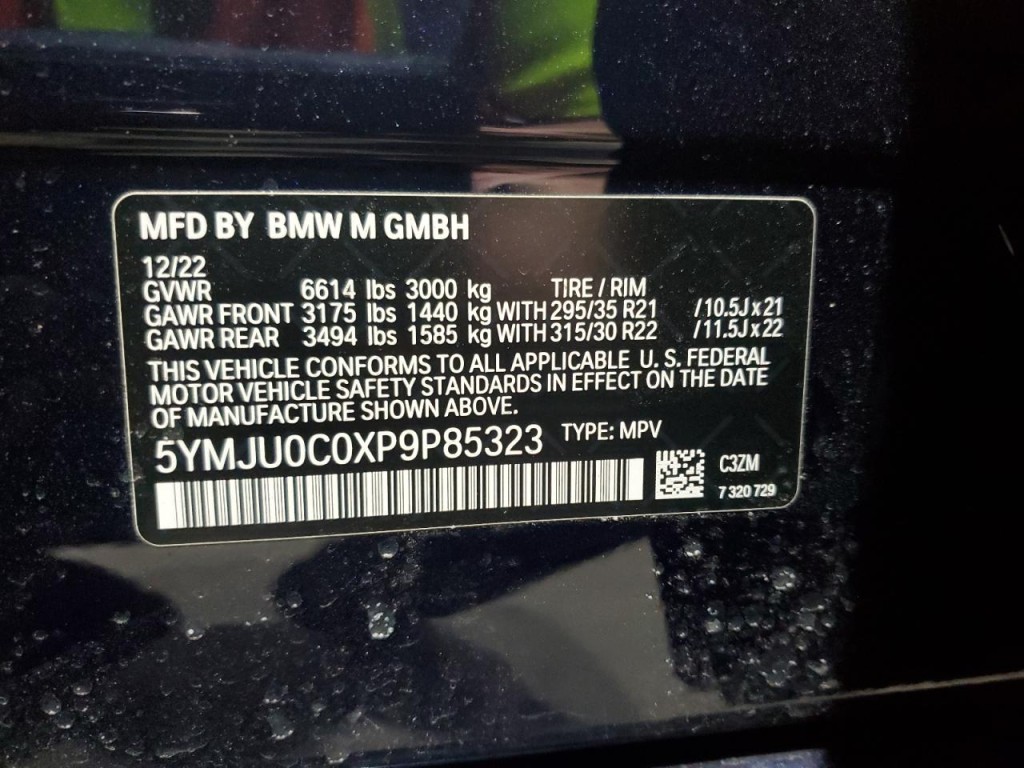 MFD BY BMW M GMBH
12/22
GVWR 6614 lbs 3000 kg TIRE / RIM
GAWR FRONT 3175 lbs 1440 kg WITH 295/35 R21 /10.5J x 21
GAWR REAR 3494 lbs 1585 kg WITH 315/30 R22 /11.5J x 22
THIS VEHICLE CONFORMS TO ALL APPLICABLE U. S. FEDERAL
MOTOR VEHICLE SAFETY STANDARDS IN EFFECT ON THE DATE
OF MANUFACTURE SHOWN ABOVE.
5YMJU0C0XP9P85323 TYPE: MPV
C3ZM
7 320 729